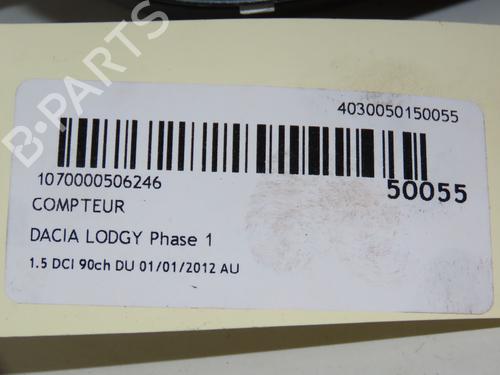 B-PARTS
4030050150055
1070000506246
50055
COMPTEUR
DACIA LODGY Phase 1
1.5 DCI 90ch DU 01/01/2012 AU